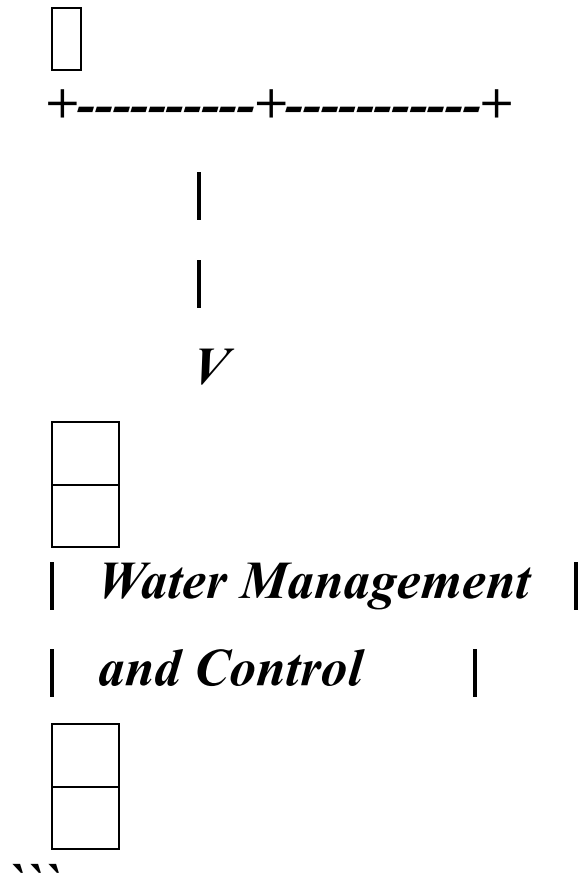 +----------+-----------+
|
|
V
| Water Management |
| and Control |
```